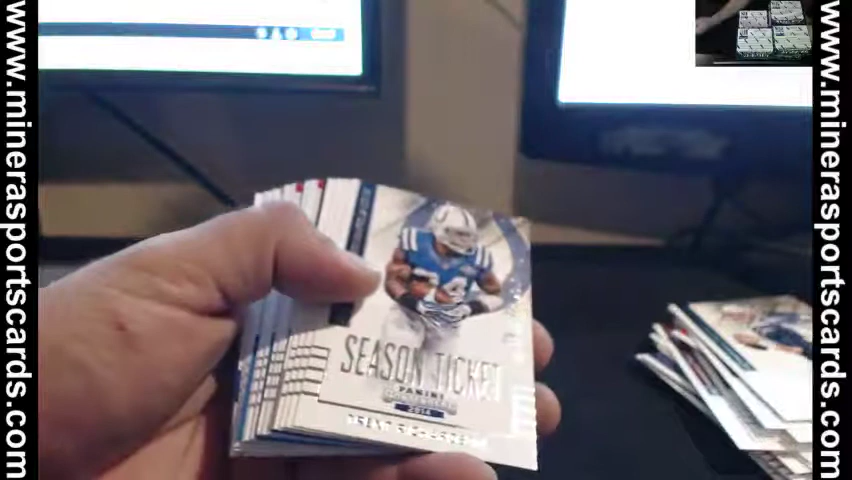 www.minerasportscards.com
SEASON TICKET
PANINI
2014
www.minerasportscards.com